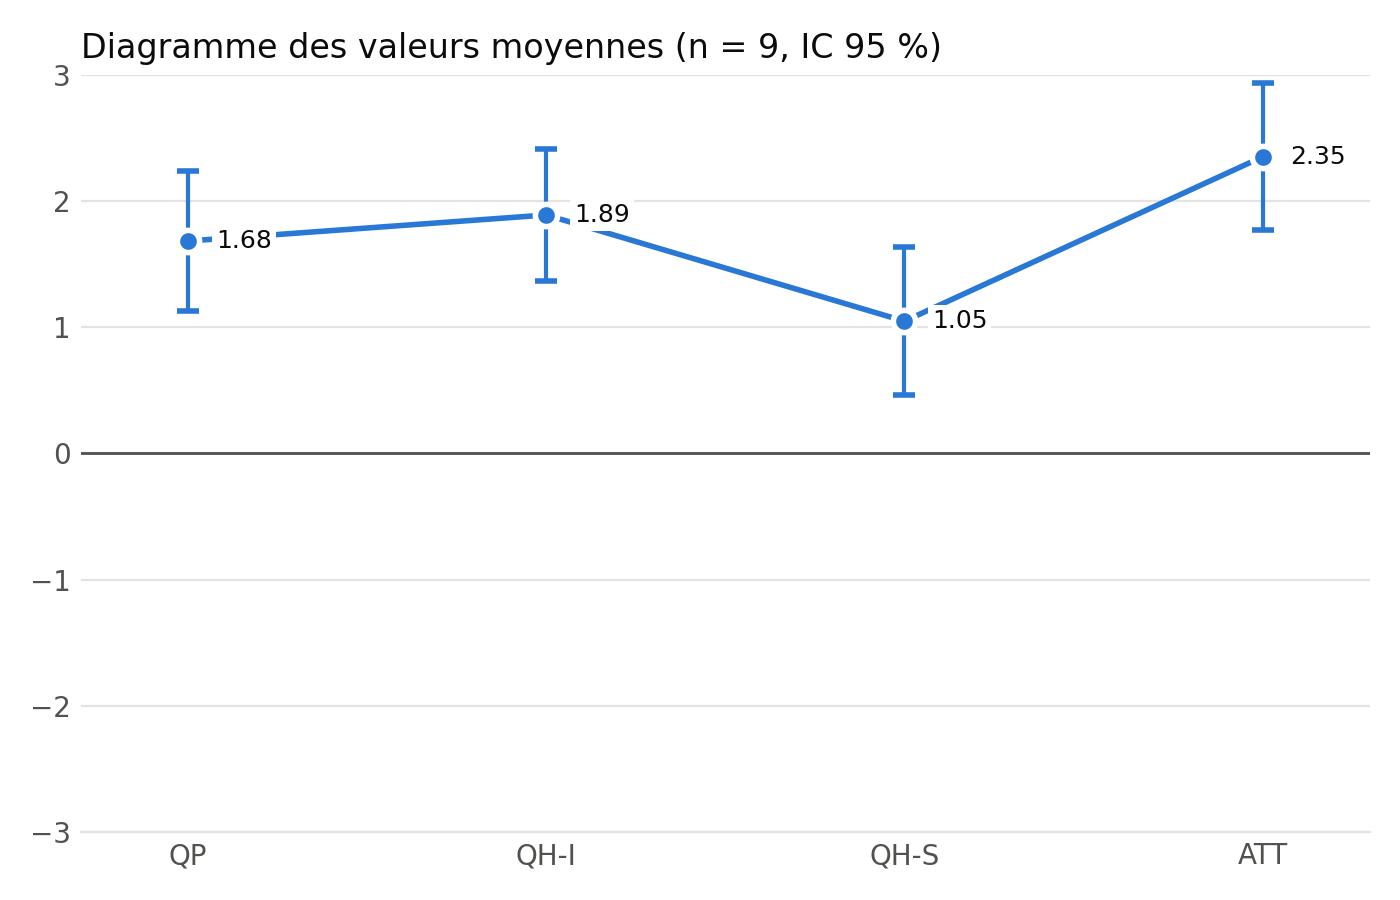 Diagramme des valeurs moyennes (n = 9, IC 95 %)
3
2
1
0
−1
−2
−3
1.68
1.89
1.05
2.35
QP
QH-I
QH-S
ATT